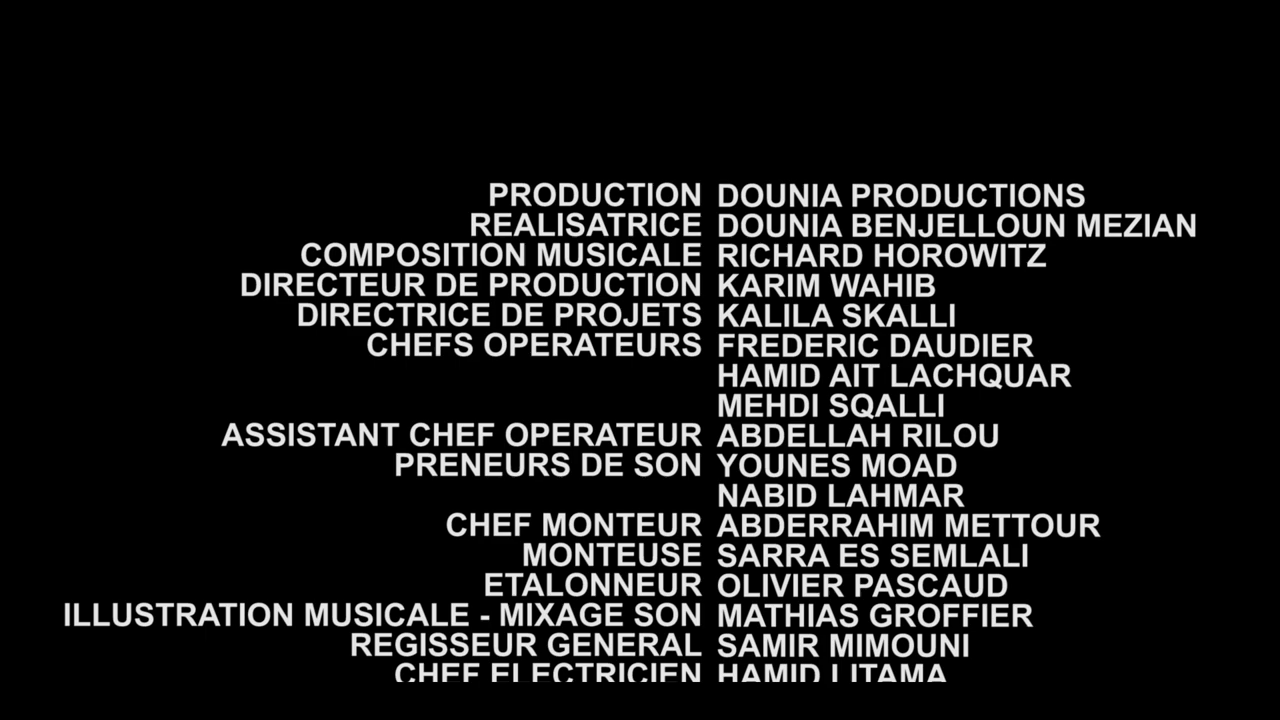 PRODUCTION DOUNIA PRODUCTIONS
REALISATRICE DOUNIA BENJELLOUN MEZIAN
COMPOSITION MUSICALE RICHARD HOROWITZ
DIRECTEUR DE PRODUCTION KARIM WAHIB
DIRECTRICE DE PROJETS KALILA SKALLI
CHEFS OPERATEURS FREDERIC DAUDIER
HAMID AIT LACHQUAR
MEHDI SQALLI
ASSISTANT CHEF OPERATEUR ABDELLAH RILOU
PRENEURS DE SON YOUNES MOAD
NABID LAHMAR
CHEF MONTEUR ABDERRAHIM METTOUR
MONTEUSE SARRA ES SEMLALI
ETALONNEUR OLIVIER PASCAUD
ILLUSTRATION MUSICALE - MIXAGE SON MATHIAS GROFFIER
REGISSEUR GENERAL SAMIR MIMOUNI
CHEF ELECTRICIEN HAMID LITAMA